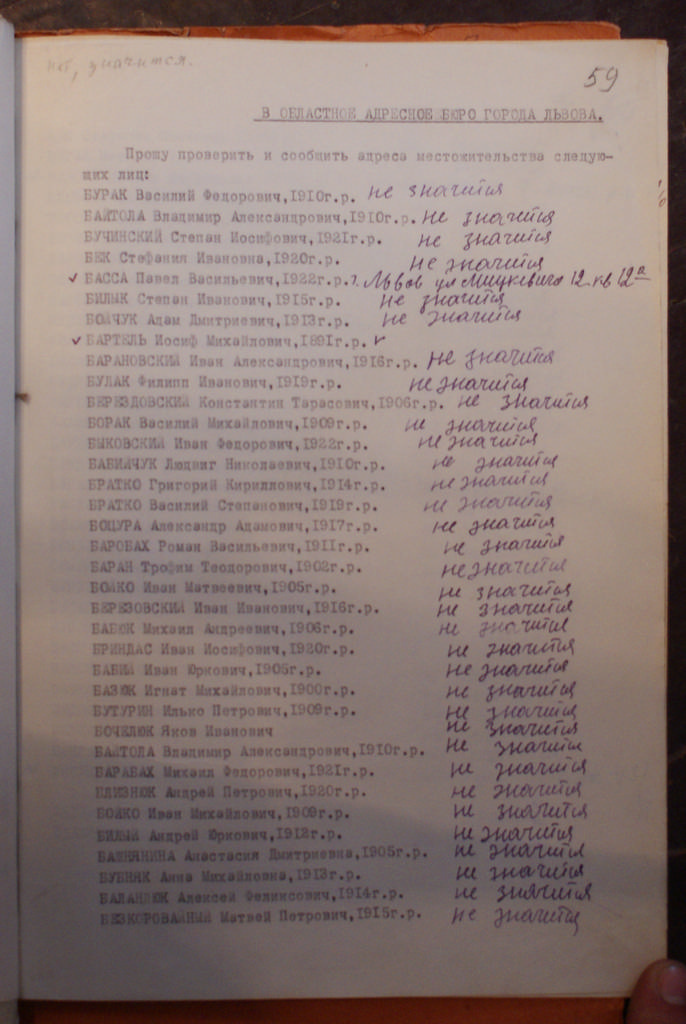 нет, значится.
59
В ОБЛАСТНОЕ АДРЕСНОЕ БЮРО ГОРОДА ЛЬВОВА.
Прошу проверить и сообщить адреса местожительства следую-
щих лиц:
БУРАК Василий Федорович,1910г.р. не значится
БАЙТОЛА Владимир Александрович,1910г.р. не значится
БУЧИНСКИЙ Степан Иосифович,1921г.р. не значится
БЕК Стефания Ивановна,1920г.р. не значится
✓ БАССА Павел Васильевич,1922г.р. г. Львов ул Мицкевича 12 кв 12а
БИЛЫК Степан Иванович,1915г.р. не значится
БОЙЧУК Адам Дмитриевич,1913г.р. не значится
✓ БАРТЕЛЬ Иосиф Михайлович,1891г.р. ✓
БАРАНОВСКИЙ Иван Александрович,1916г.р. не значится
БУЛАК Филипп Иванович,1919г.р. не значится
БЕРЕЗДОВСКИЙ Константин Тарасович,1906г.р. не значится
БОРАК Василий Михайлович,1909г.р. не значится
БЫКОВСКИЙ Иван Федорович,1922г.р. не значится
БАБИЙЧУК Людвиг Николаевич,1910г.р. не значится
БРАТКО Григорий Кириллович,1914г.р. не значится
БРАТКО Василий Степанович,1919г.р. не значится
БОЦУРА Александр Адамович,1917г.р. не значится
БАРОБАХ Роман Васильевич,1911г.р. не значится
БАРАН Трофим Теодорович,1902г.р. не значится
БОЙКО Иван Матвеевич,1905г.р. не значится
БЕРЕЗОВСКИЙ Иван Иванович,1916г.р. не значится
БАБЮК Михаил Андреевич,1906г.р. не значится
БРИНДАС Иван Иосифович,1920г.р. не значится
БАБИЙ Иван Юркович,1905г.р. не значится
БАЗЮК Игнат Михайлович,1900г.р. не значится
БУТУРИН Илько Петрович,1909г.р. не значится
БОЧЕЛЮК Яков Иванович не значится
БАЙТОЛА Владимир Александрович,1910г.р. не значится
БАРАБАХ Михаил Федорович,1921г.р. не значится
БЛИЗНЮК Андрей Петрович,1920г.р. не значится
БОЙКО Иван Михайлович,1909г.р. не значится
БИЛЫЙ Андрей Юркович,1912г.р. не значится
БАШНЯНИНА Анастасия Дмитриевна,1905г.р. не значится
БУБНЯК Анна Михайловна,1913г.р. не значится
БАЛАНДЮК Алексей Феликсович,1914г.р. не значится
БЕЗКОРОВАЙНЫЙ Матвей Петрович,1915г.р. не значится